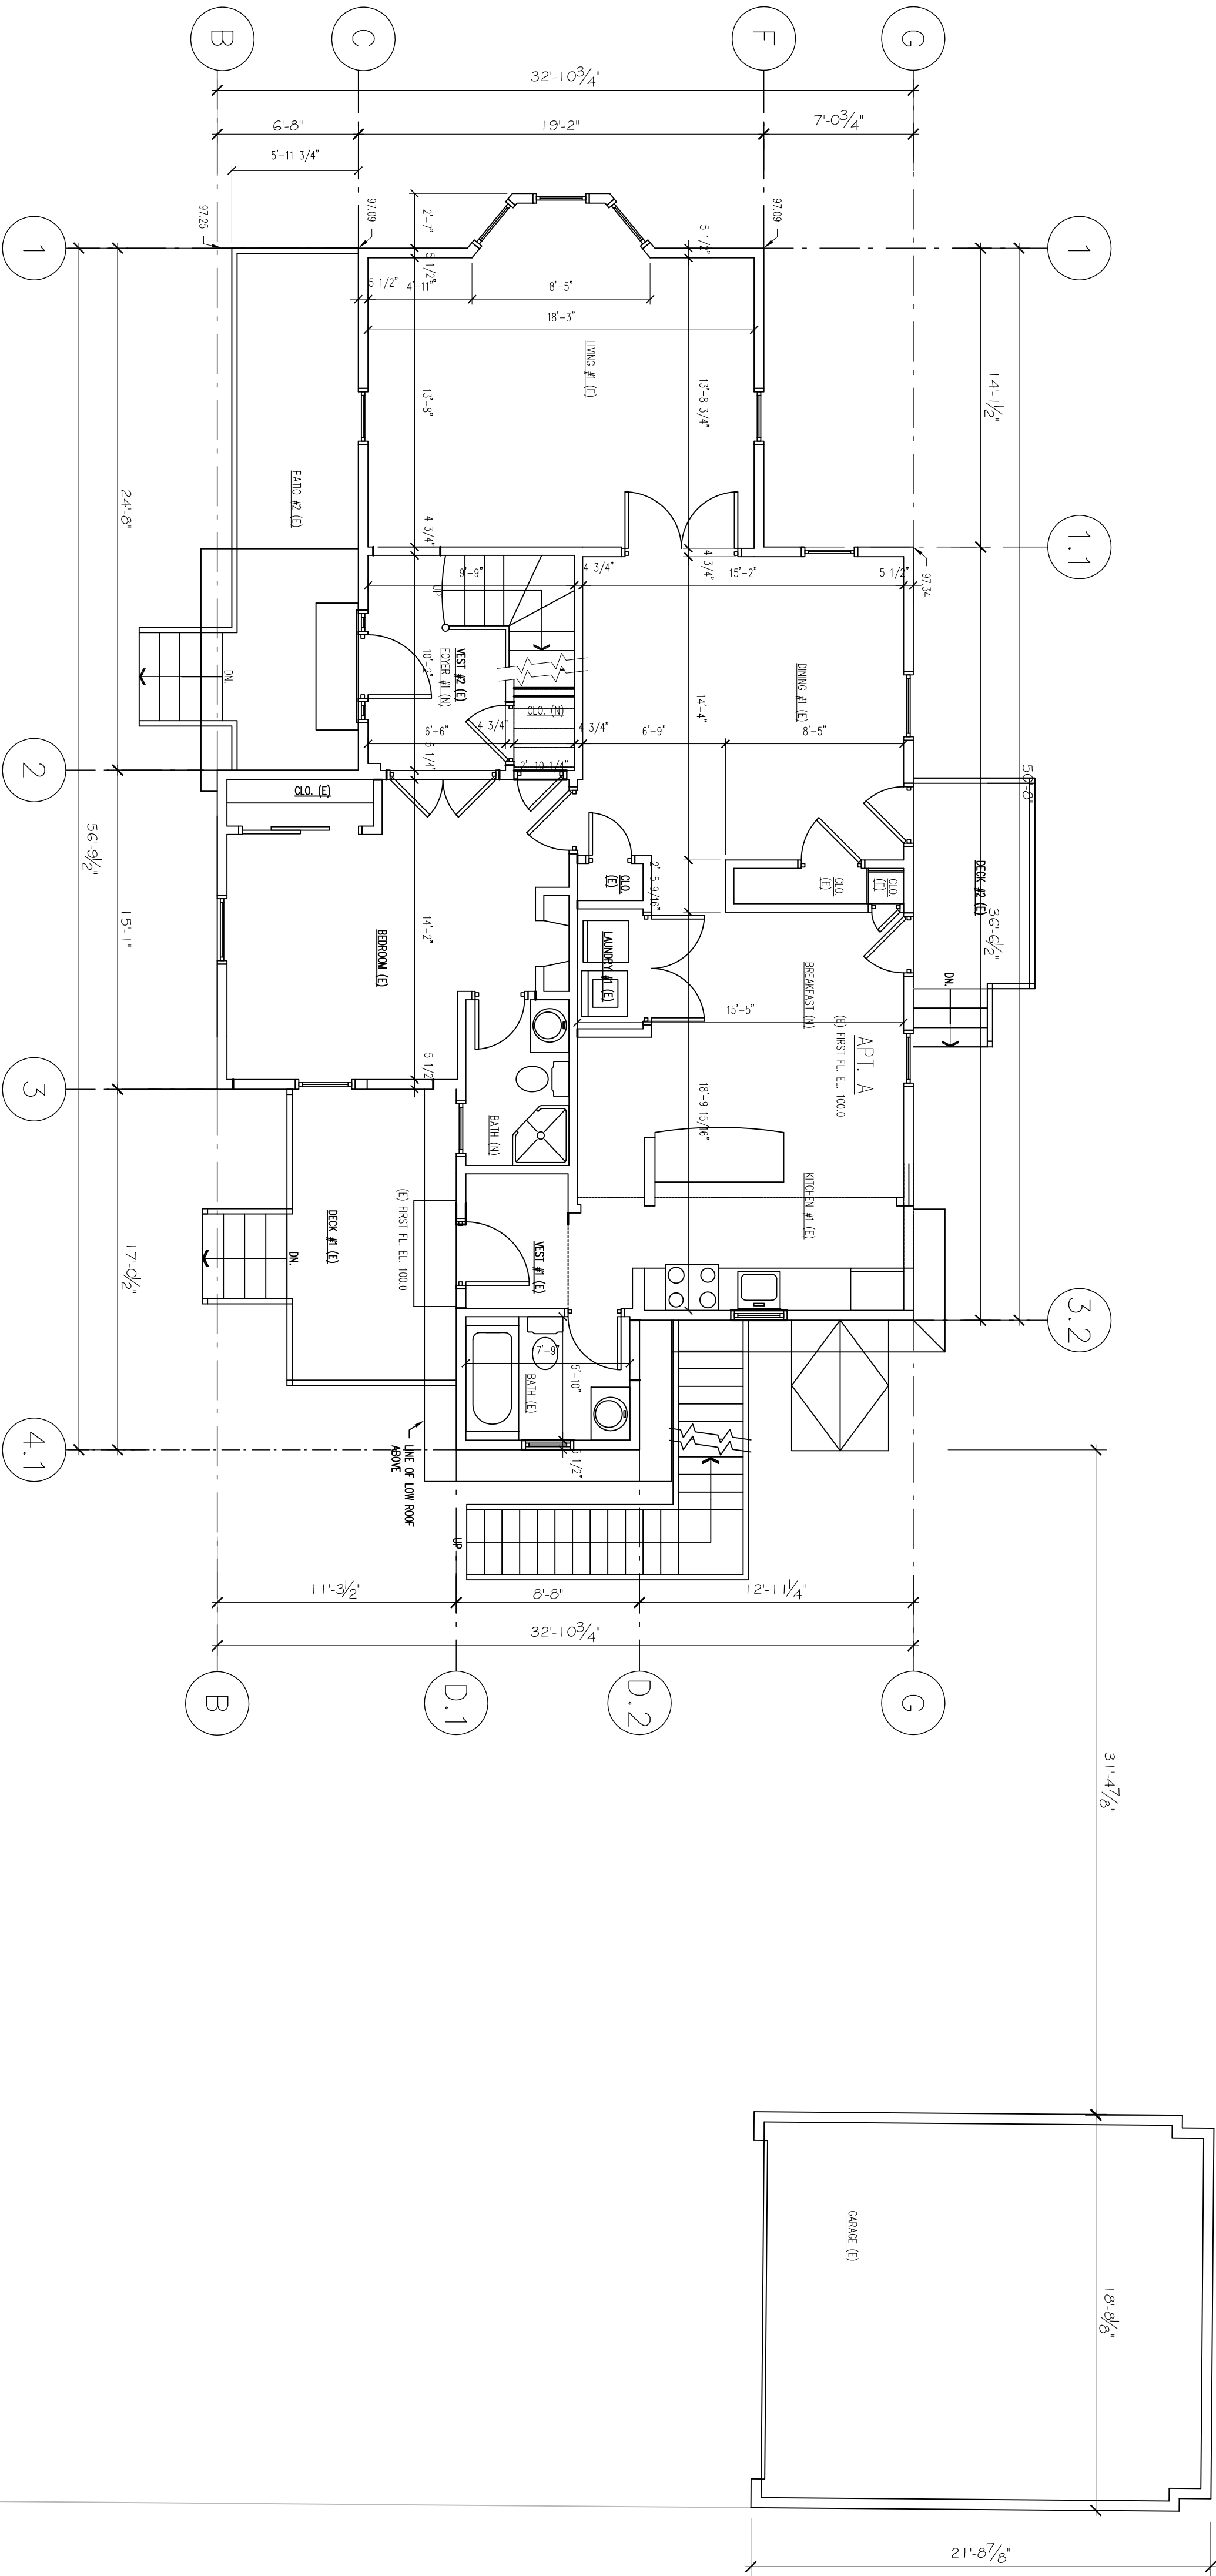 B
C
F
G
32'-10 3/4"
6'-8"
19'-2"
7'-0 3/4"
5'-11 3/4"
97.25
97.09
2'-7"
5 1/2"
97.09
1
1
5 1/2"
5 1/2"
4'-11"
8'-5"
18'-3"
LIVING #1 (E)
13'-8"
13'-8 3/4"
14'-1 1/2"
PATIO #2 (E)
24'-8"
1.1
4 3/4"
4 3/4"
9'-9"
4 3/4"
15'-2"
5 1/2"
97.34
UP
VEST #2 (E)
FOYER #1 (N)
10'-2"
DN.
CLO. (N)
DINING #1 (E)
14'-4"
6'-6"
4 3/4"
4 3/4"
6'-9"
8'-5"
5 1/4"
2'-10 1/4"
2
50'-8"
CLO. (E)
CLO.
(E)
2'-5 9/16"
CLO.
(E)
CLO.
(E)
DECK #2 (E)
36'-6 1/2"
DN.
56'-9 1/2"
15'-1"
14'-2"
BEDROOM (E)
LAUNDRY #1 (E)
BREAKFAST (N)
15'-5"
APT. A
(E) FIRST FL. EL. 100.0
5 1/2"
3
18'-9 15/16"
BATH (N)
KITCHEN #1 (E)
(E) FIRST FL. EL. 100.0
DECK #1 (E)
DN.
VEST #1 (E)
17'-0 1/2"
3.2
7'-9"
5'-10"
BATH (E)
5 1/2"
4.1
LINE OF LOW ROOF
ABOVE
UP
11'-3 1/2"
8'-8"
12'-11 1/4"
32'-10 3/4"
B
D.1
D.2
G
31'-4 7/8"
GARAGE (E)
18'-8 1/8"
21'-8 7/8"